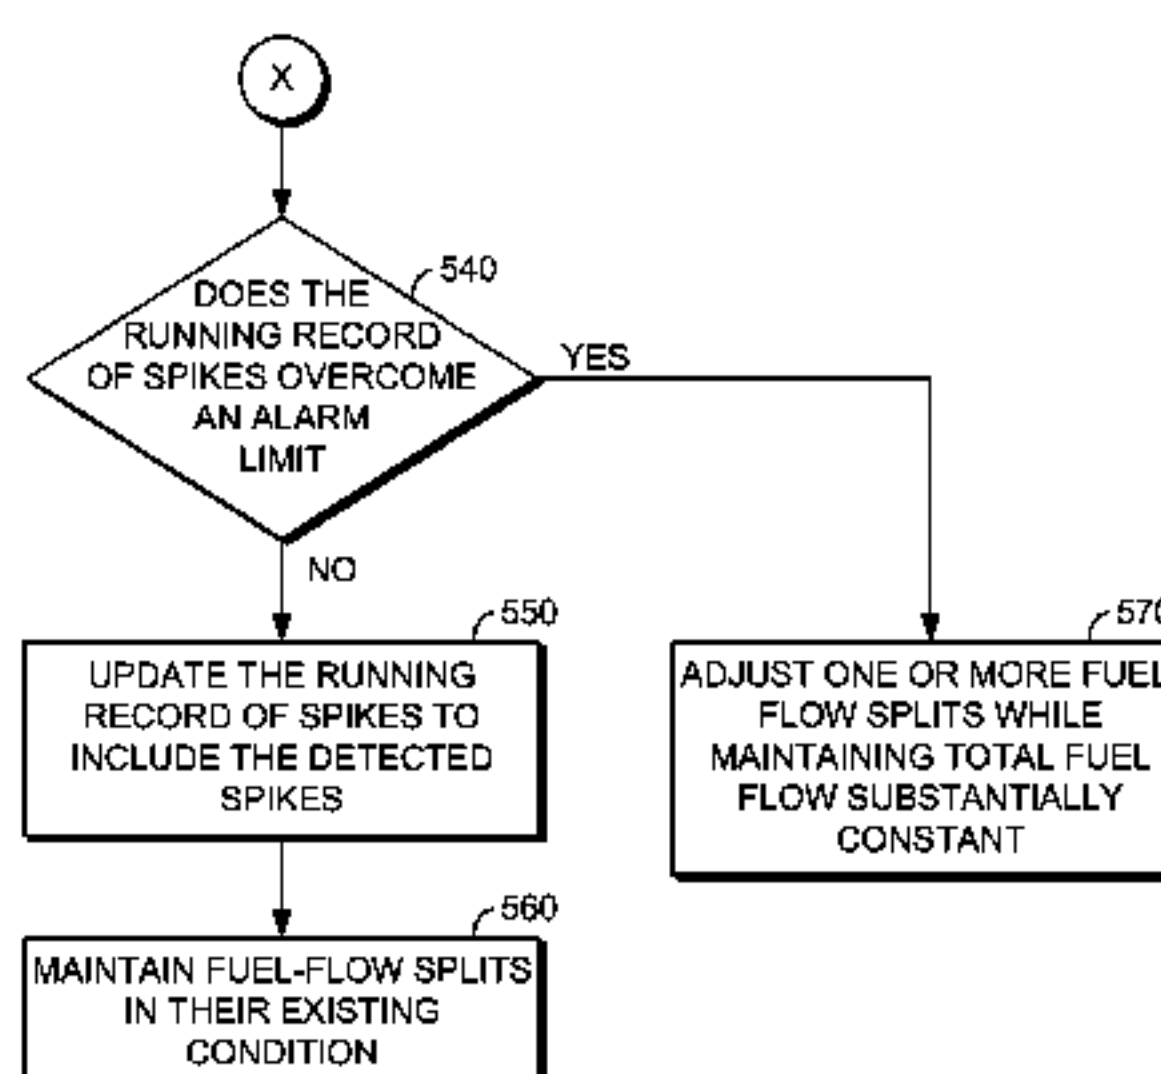 X
540
DOES THE
RUNNING RECORD
OF SPIKES OVERCOME
AN ALARM
LIMIT
YES
NO
550
UPDATE THE RUNNING
RECORD OF SPIKES TO
INCLUDE THE DETECTED
SPIKES
570
ADJUST ONE OR MORE FUEL
FLOW SPLITS WHILE
MAINTAINING TOTAL FUEL
FLOW SUBSTANTIALLY
CONSTANT
560
MAINTAIN FUEL-FLOW SPLITS
IN THEIR EXISTING
CONDITION